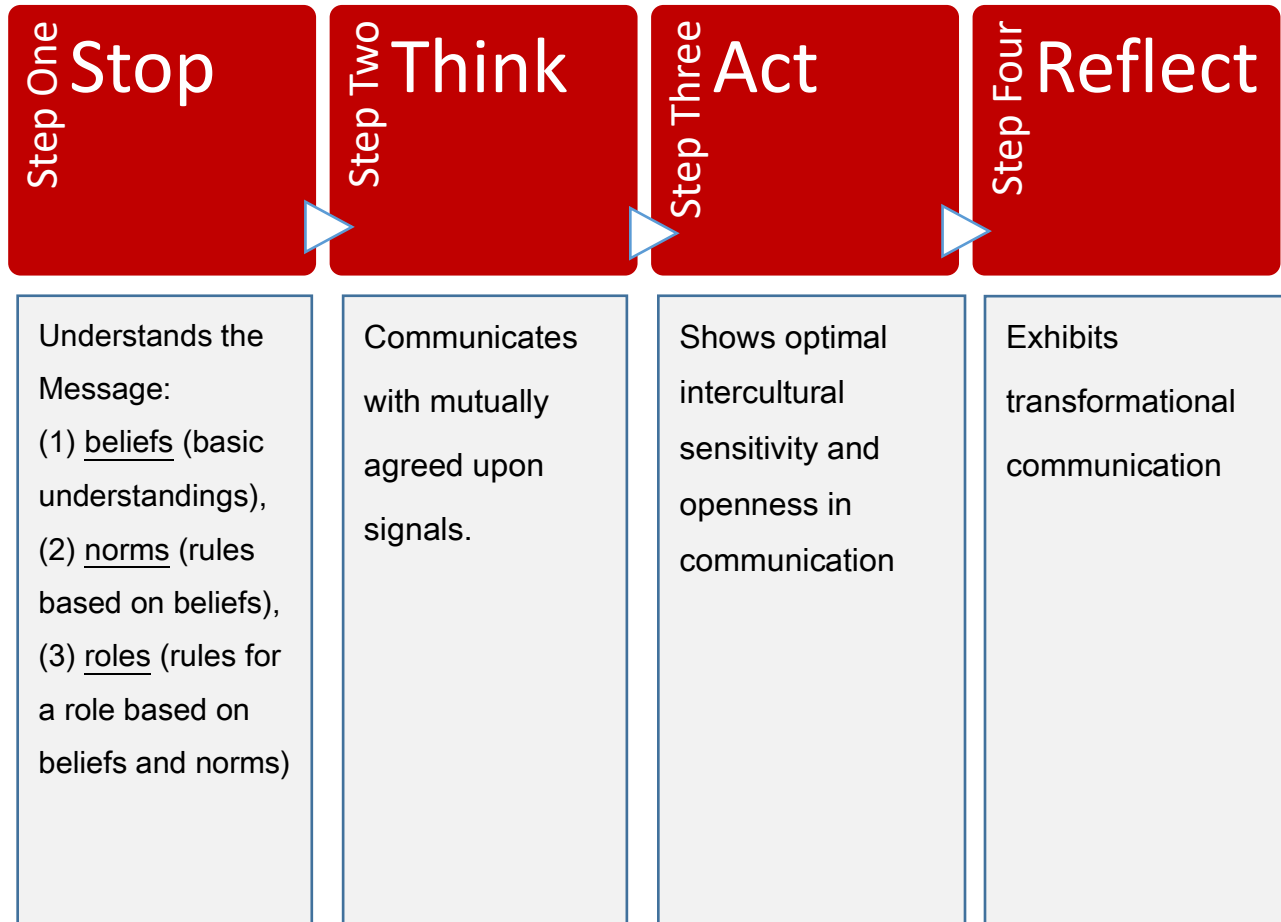 Step One
Stop
Step Two
Think
Step Three
Act
Step Four
Reflect
Understands the
Message:
(1) beliefs (basic
understandings),
(2) norms (rules
based on beliefs),
(3) roles (rules for
a role based on
beliefs and norms)
Communicates
with mutually
agreed upon
signals.
Shows optimal
intercultural
sensitivity and
openness in
communication
Exhibits
transformational
communication